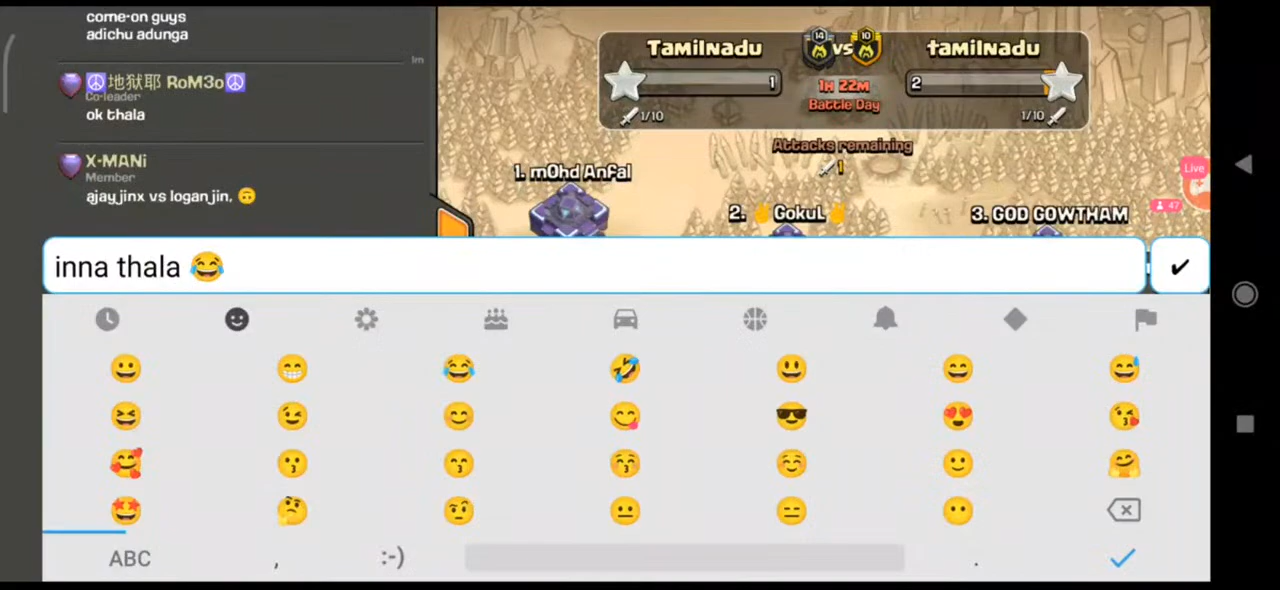 come-on guys
adichu adunga
1m
☮地狱耶 RoM3o☮
Co-leader
ok thala
X-MANi
Member
ajay jinx vs logan jin, 🙃
Tamilnadu
14
vs
10
tamilnadu
1
1H 22M
2
Battle Day
1/10
1/10
Attacks remaining
1
1. m0hd Anfal
2. ✌GokuL✌
3. GOD GOWTHAM
Live
47
inna thala 😂
ABC , :-) .